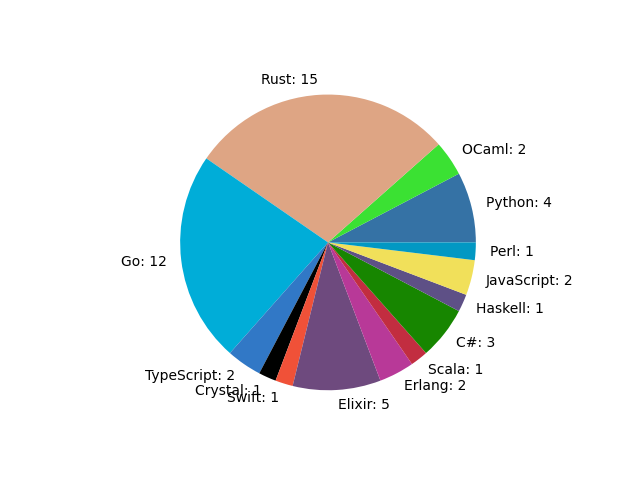 Rust: 15
OCaml: 2
Python: 4
Go: 12
Perl: 1
JavaScript: 2
Haskell: 1
C#: 3
Scala: 1
TypeScript: 2
Erlang: 2
Crystal: 1
Swift: 1
Elixir: 5